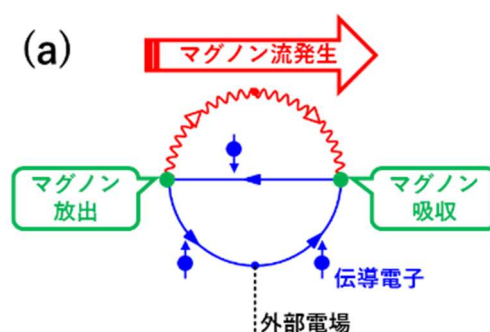 (a)
マグノン流発生
マグノン
放出
マグノン
吸収
伝導電子
外部電場